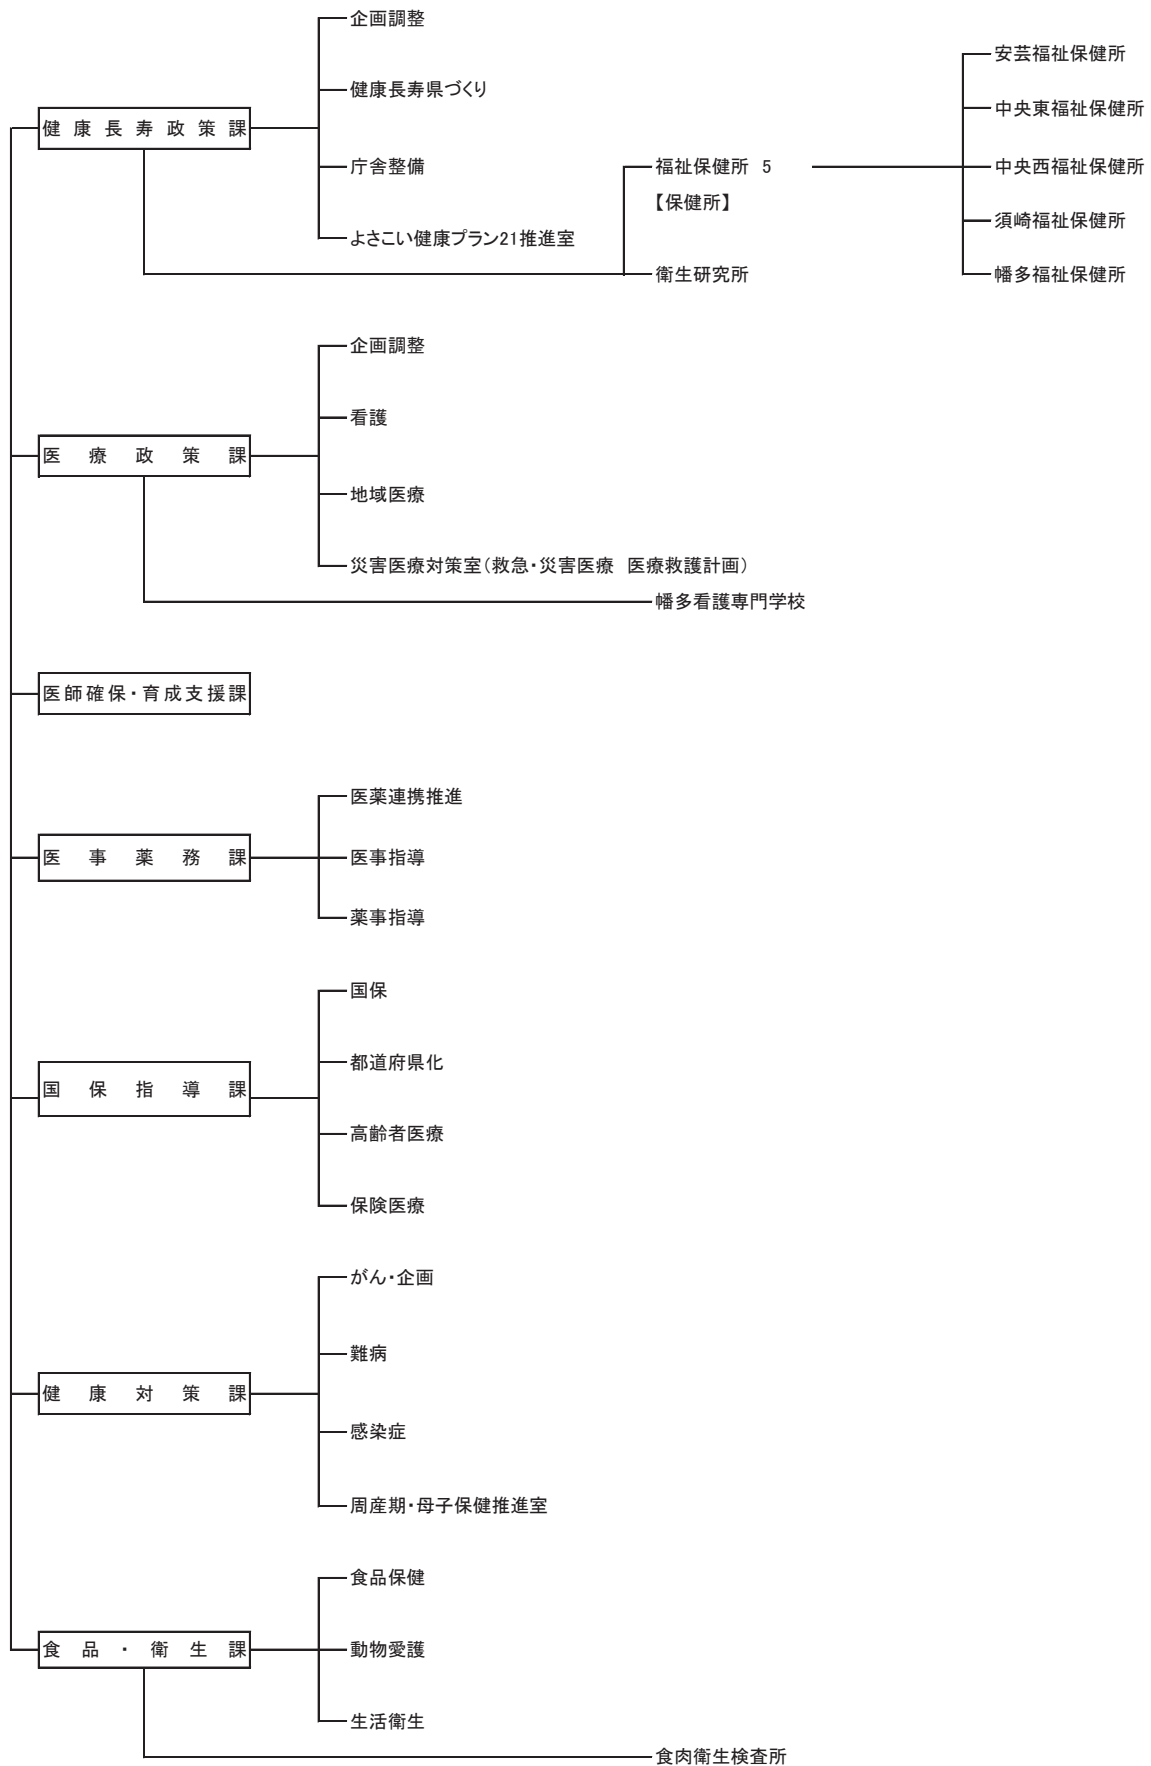 企画調整
健康長寿県づくり
健康長寿政策課
庁舎整備
よさこい健康プラン21推進室
福祉保健所 5
【保健所】
衛生研究所
安芸福祉保健所
中央東福祉保健所
中央西福祉保健所
須崎福祉保健所
幡多福祉保健所
企画調整
看護
医療政策課
地域医療
災害医療対策室(救急・災害医療 医療救護計画)
幡多看護専門学校
医師確保・育成支援課
医薬連携推進
医事薬務課
医事指導
薬事指導
国保
都道府県化
国保指導課
高齢者医療
保険医療
がん・企画
難病
健康対策課
感染症
周産期・母子保健推進室
食品保健
食品・衛生課
動物愛護
生活衛生
食肉衛生検査所